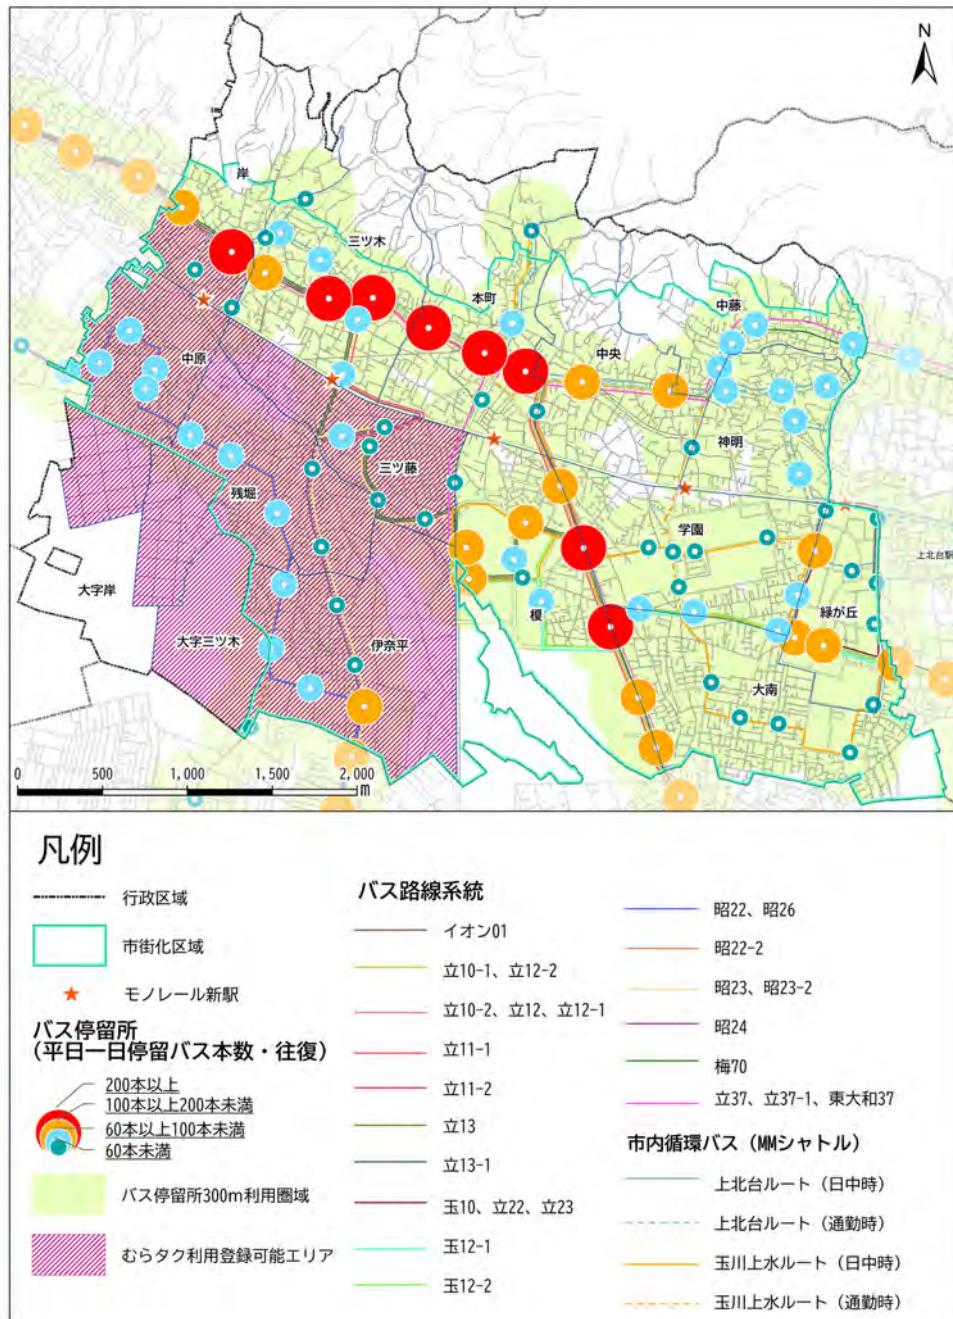 N
岸
三ツ木
本町
中藤
中央
中原
神明
三ツ藤
残堀
学園
上北台駅
大字岸
榎
緑が丘
大字三ツ木
伊奈平
大南
0 500 1,000 1,500 2,000
m
凡例
行政区域
市街化区域
モノレール新駅
バス停留所
（平日一日停留バス本数・往復）
200本以上
100本以上200本未満
60本以上100本未満
60本未満
バス停留所300m利用圏域
むらタク利用登録可能エリア
バス路線系統
イオン01
立10-1、立12-2
立10-2、立12、立12-1
立11-1
立11-2
立13
立13-1
玉10、立22、立23
玉12-1
玉12-2
昭22、昭26
昭22-2
昭23、昭23-2
昭24
梅70
立37、立37-1、東大和37
市内循環バス（MMシャトル）
上北台ルート（日中時）
上北台ルート（通勤時）
玉川上水ルート（日中時）
玉川上水ルート（通勤時）